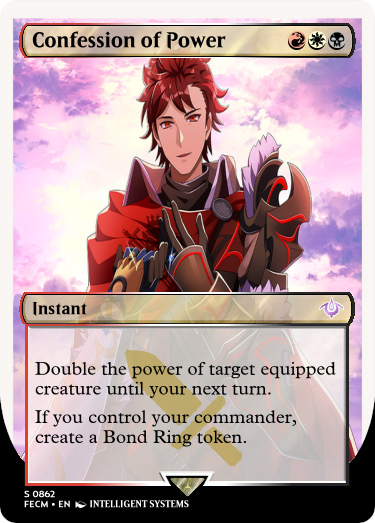 Confession of Power
Instant
Double the power of target equipped
creature until your next turn.
If you control your commander,
create a Bond Ring token.
S 0862
FECM • EN INTELLIGENT SYSTEMS